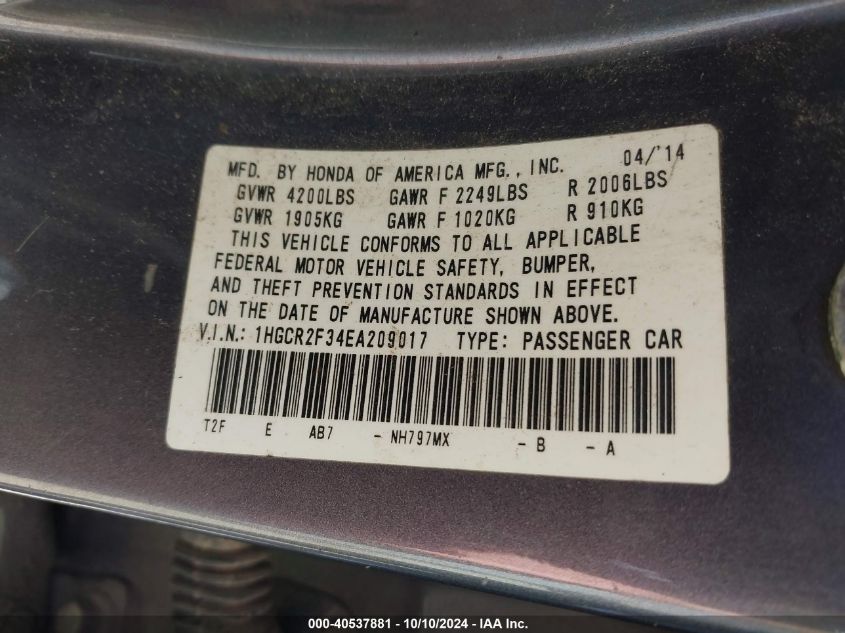 MFD. BY HONDA OF AMERICA MFG., INC. 04/'14
GVWR 4200LBS GAWR F 2249LBS R 2006LBS
GVWR 1905KG GAWR F 1020KG R 910KG
THIS VEHICLE CONFORMS TO ALL APPLICABLE
FEDERAL MOTOR VEHICLE SAFETY, BUMPER,
AND THEFT PREVENTION STANDARDS IN EFFECT
ON THE DATE OF MANUFACTURE SHOWN ABOVE.
V.I.N.: 1HGCR2F34EA209017 TYPE: PASSENGER CAR
T2F E AB7 - NH797MX - B - A
000-40537881 - 10/10/2024 - IAA Inc.